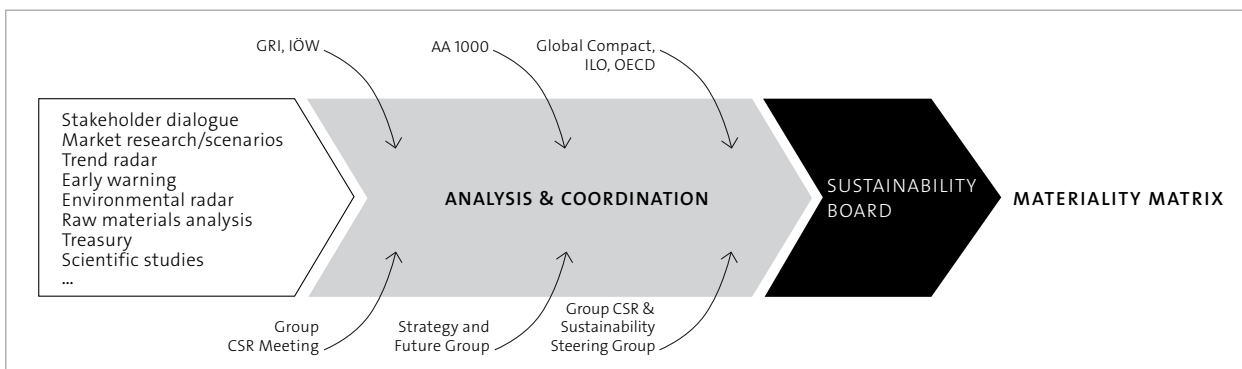 GRI, IÖW
AA 1000
Global Compact,
ILO, OECD
Stakeholder dialogue
Market research/scenarios
Trend radar
Early warning
Environmental radar
Raw materials analysis
Treasury
Scientific studies
...
ANALYSIS & COORDINATION
SUSTAINABILITY
BOARD
MATERIALITY MATRIX
Group
CSR Meeting
Strategy and
Future Group
Group CSR &
Sustainability
Steering Group